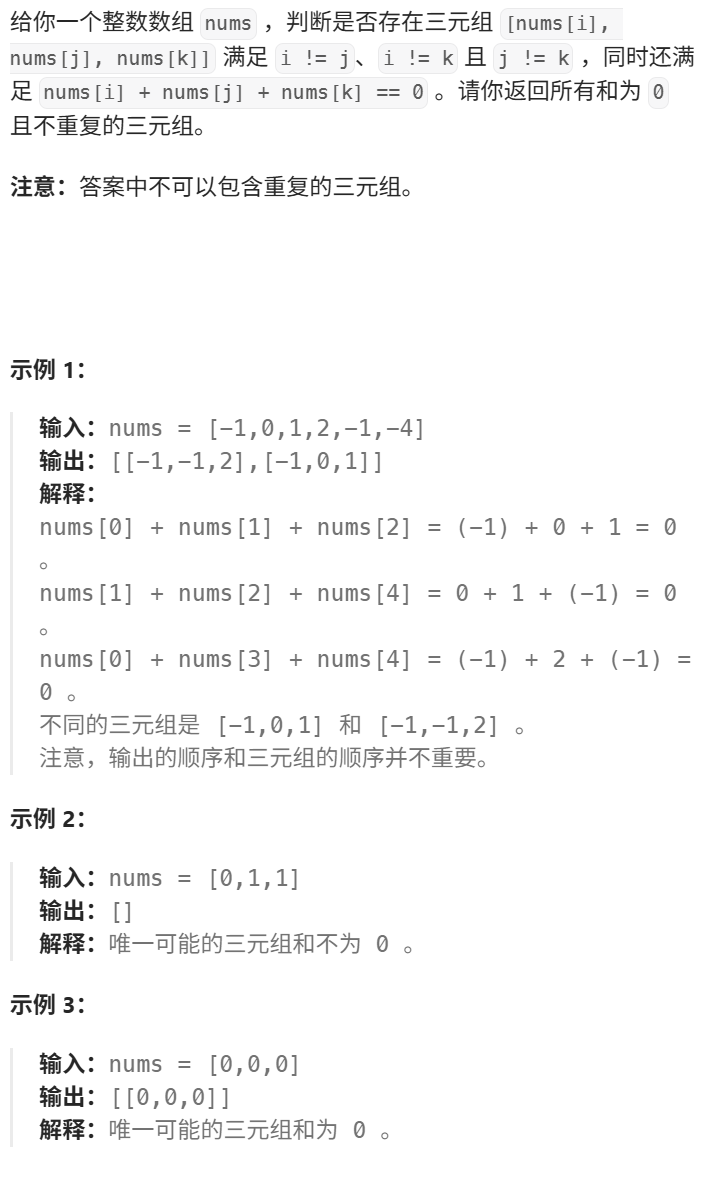 给你一个整数数组 nums ，判断是否存在三元组 [nums[i],
nums[j], nums[k]] 满足 i != j、i != k 且 j != k ，同时还满
足 nums[i] + nums[j] + nums[k] == 0 。请你返回所有和为 0
且不重复的三元组。
注意：答案中不可以包含重复的三元组。
示例 1：
输入：nums = [-1,0,1,2,-1,-4]
输出：[[-1,-1,2],[-1,0,1]]
解释：
nums[0] + nums[1] + nums[2] = (-1) + 0 + 1 = 0
。
nums[1] + nums[2] + nums[4] = 0 + 1 + (-1) = 0
。
nums[0] + nums[3] + nums[4] = (-1) + 2 + (-1) =
0 。
不同的三元组是 [-1,0,1] 和 [-1,-1,2] 。
注意，输出的顺序和三元组的顺序并不重要。
示例 2：
输入：nums = [0,1,1]
输出：[]
解释：唯一可能的三元组和不为 0 。
示例 3：
输入：nums = [0,0,0]
输出：[[0,0,0]]
解释：唯一可能的三元组和为 0 。